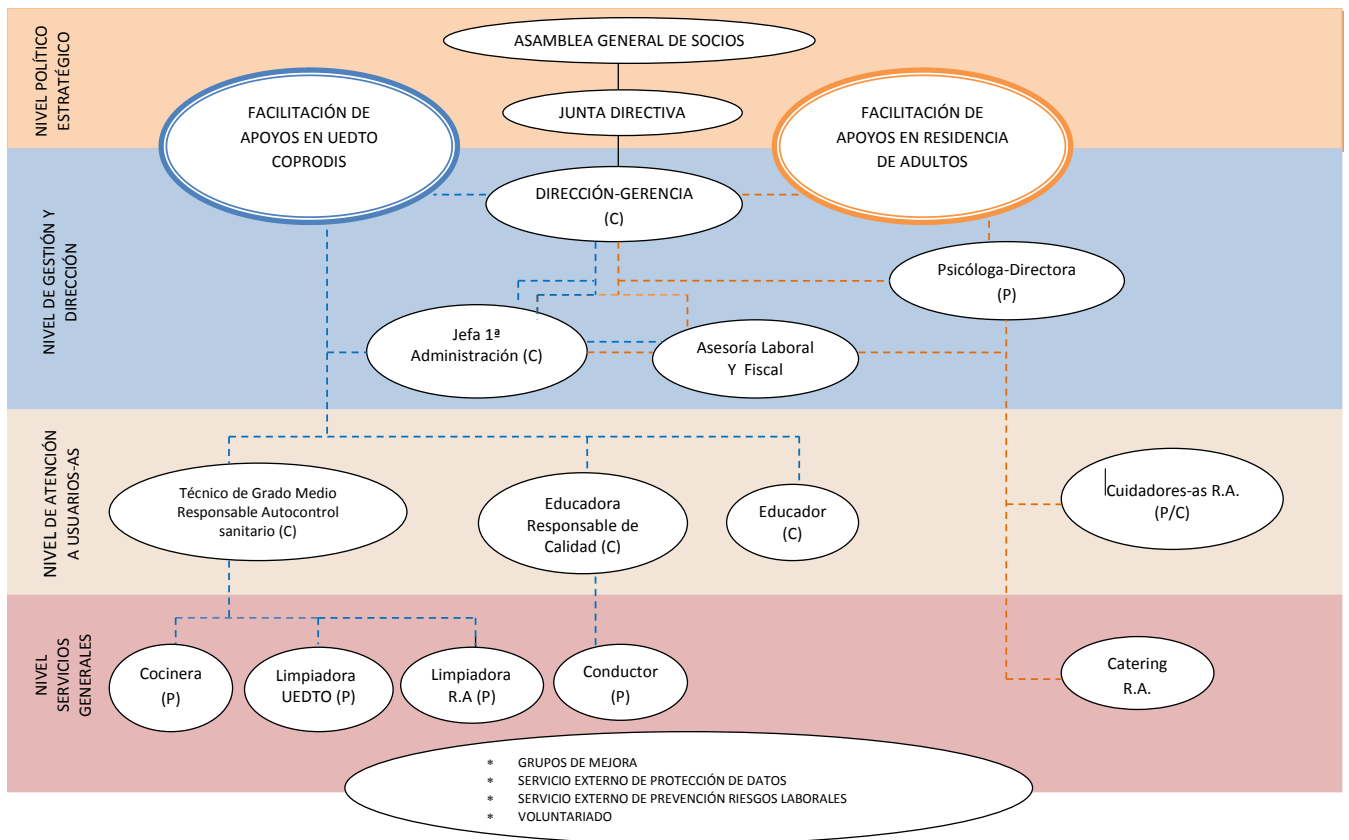 NIVEL POLÍTICO
ESTRATÉGICO
ASAMBLEA GENERAL DE SOCIOS
FACILITACIÓN DE
APOYOS EN UEDTO
COPRODIS
JUNTA DIRECTIVA
FACILITACIÓN DE
APOYOS EN RESIDENCIA
DE ADULTOS
NIVEL DE GESTIÓN Y
DIRECCIÓN
DIRECCIÓN-GERENCIA
(C)
Psicóloga-Directora
(P)
Jefa 1ª
Administración (C)
Asesoría Laboral
Y Fiscal
NIVEL DE ATENCIÓN
A USUARIOS-AS
Técnico de Grado Medio
Responsable Autocontrol
sanitario (C)
Educadora
Responsable de
Calidad (C)
Educador
(C)
Cuidadores-as R.A.
(P/C)
NIVEL
SERVICIOS
GENERALES
Cocinera
(P)
Limpiadora
UEDTO (P)
Limpiadora
R.A (P)
Conductor
(P)
Catering
R.A.
* GRUPOS DE MEJORA
* SERVICIO EXTERNO DE PROTECCIÓN DE DATOS
* SERVICIO EXTERNO DE PREVENCIÓN RIESGOS LABORALES
* VOLUNTARIADO